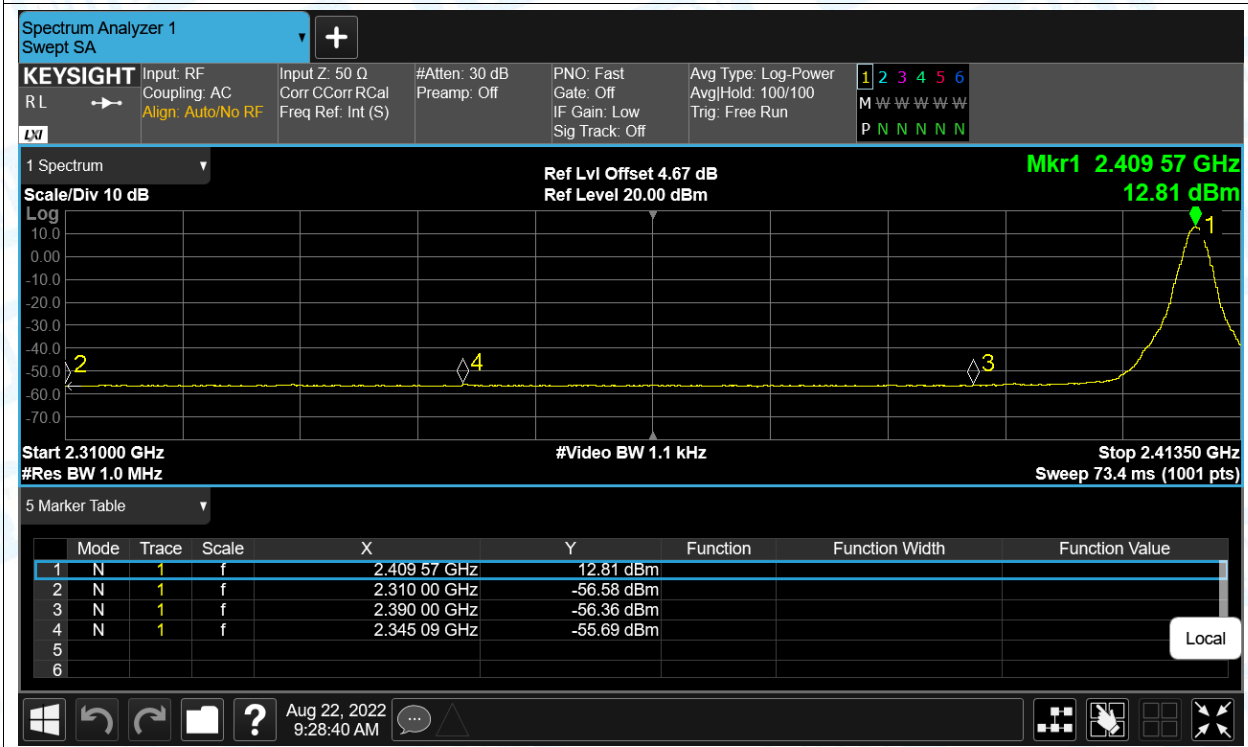 Spectrum Analyzer 1
Swept SA
+
KEYSIGHT
RL
LXI
Input: RF
Coupling: AC
Align: Auto/No RF
Input Z: 50 Ω
Corr CCorr RCal
Freq Ref: Int (S)
#Atten: 30 dB
Preamp: Off
PNO: Fast
Gate: Off
IF Gain: Low
Sig Track: Off
Avg Type: Log-Power
Avg|Hold: 100/100
Trig: Free Run
1 2 3 4 5 6
M W W W W W
P N N N N N
1 Spectrum
Scale/Div 10 dB
Ref Lvl Offset 4.67 dB
Ref Level 20.00 dBm
Mkr1 2.409 57 GHz
12.81 dBm
Log
10.0
0.00
-10.0
-20.0
-30.0
-40.0
-50.0
-60.0
-70.0
2
4
3
1
Start 2.31000 GHz
#Video BW 1.1 kHz
Stop 2.41350 GHz
#Res BW 1.0 MHz
Sweep 73.4 ms (1001 pts)
5 Marker Table
Mode Trace Scale X Y Function Function Width Function Value
1 N 1 f 2.409 57 GHz 12.81 dBm
2 N 1 f 2.310 00 GHz -56.58 dBm
3 N 1 f 2.390 00 GHz -56.36 dBm
4 N 1 f 2.345 09 GHz -55.69 dBm
5
6
Local
?
Aug 22, 2022
9:28:40 AM